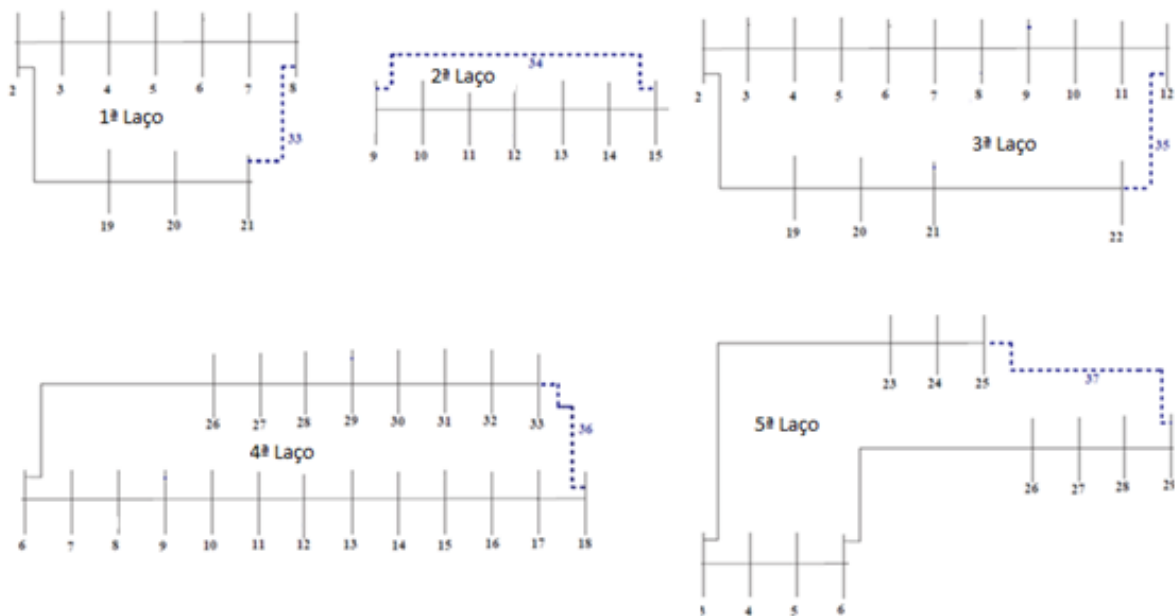 2 3 4 5 6 7 8
1ª Laço
33
19 20 21
34
2ª Laço
9 10 11 12 13 14 15
2 3 4 5 6 7 8 9 10 11 12
3ª Laço
35
19 20 21 22
26 27 28 29 30 31 32 33
36
4ª Laço
6 7 8 9 10 11 12 13 14 15 16 17 18
23 24 25
37
5ª Laço
26 27 28 29
3 4 5 6